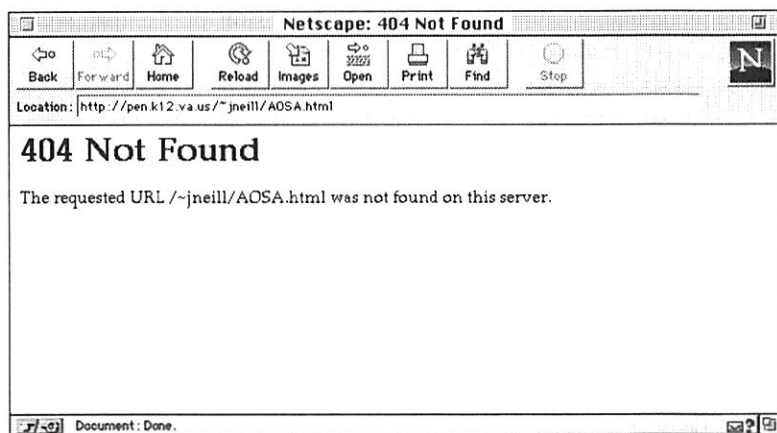 Netscape: 404 Not Found
Back Forward Home Reload Images Open Print Find Stop
N
Location: http://pen.k12.va.us/~jneill/AOSA.html
404 Not Found
The requested URL /~jneill/AOSA.html was not found on this server.
Document: Done.
?